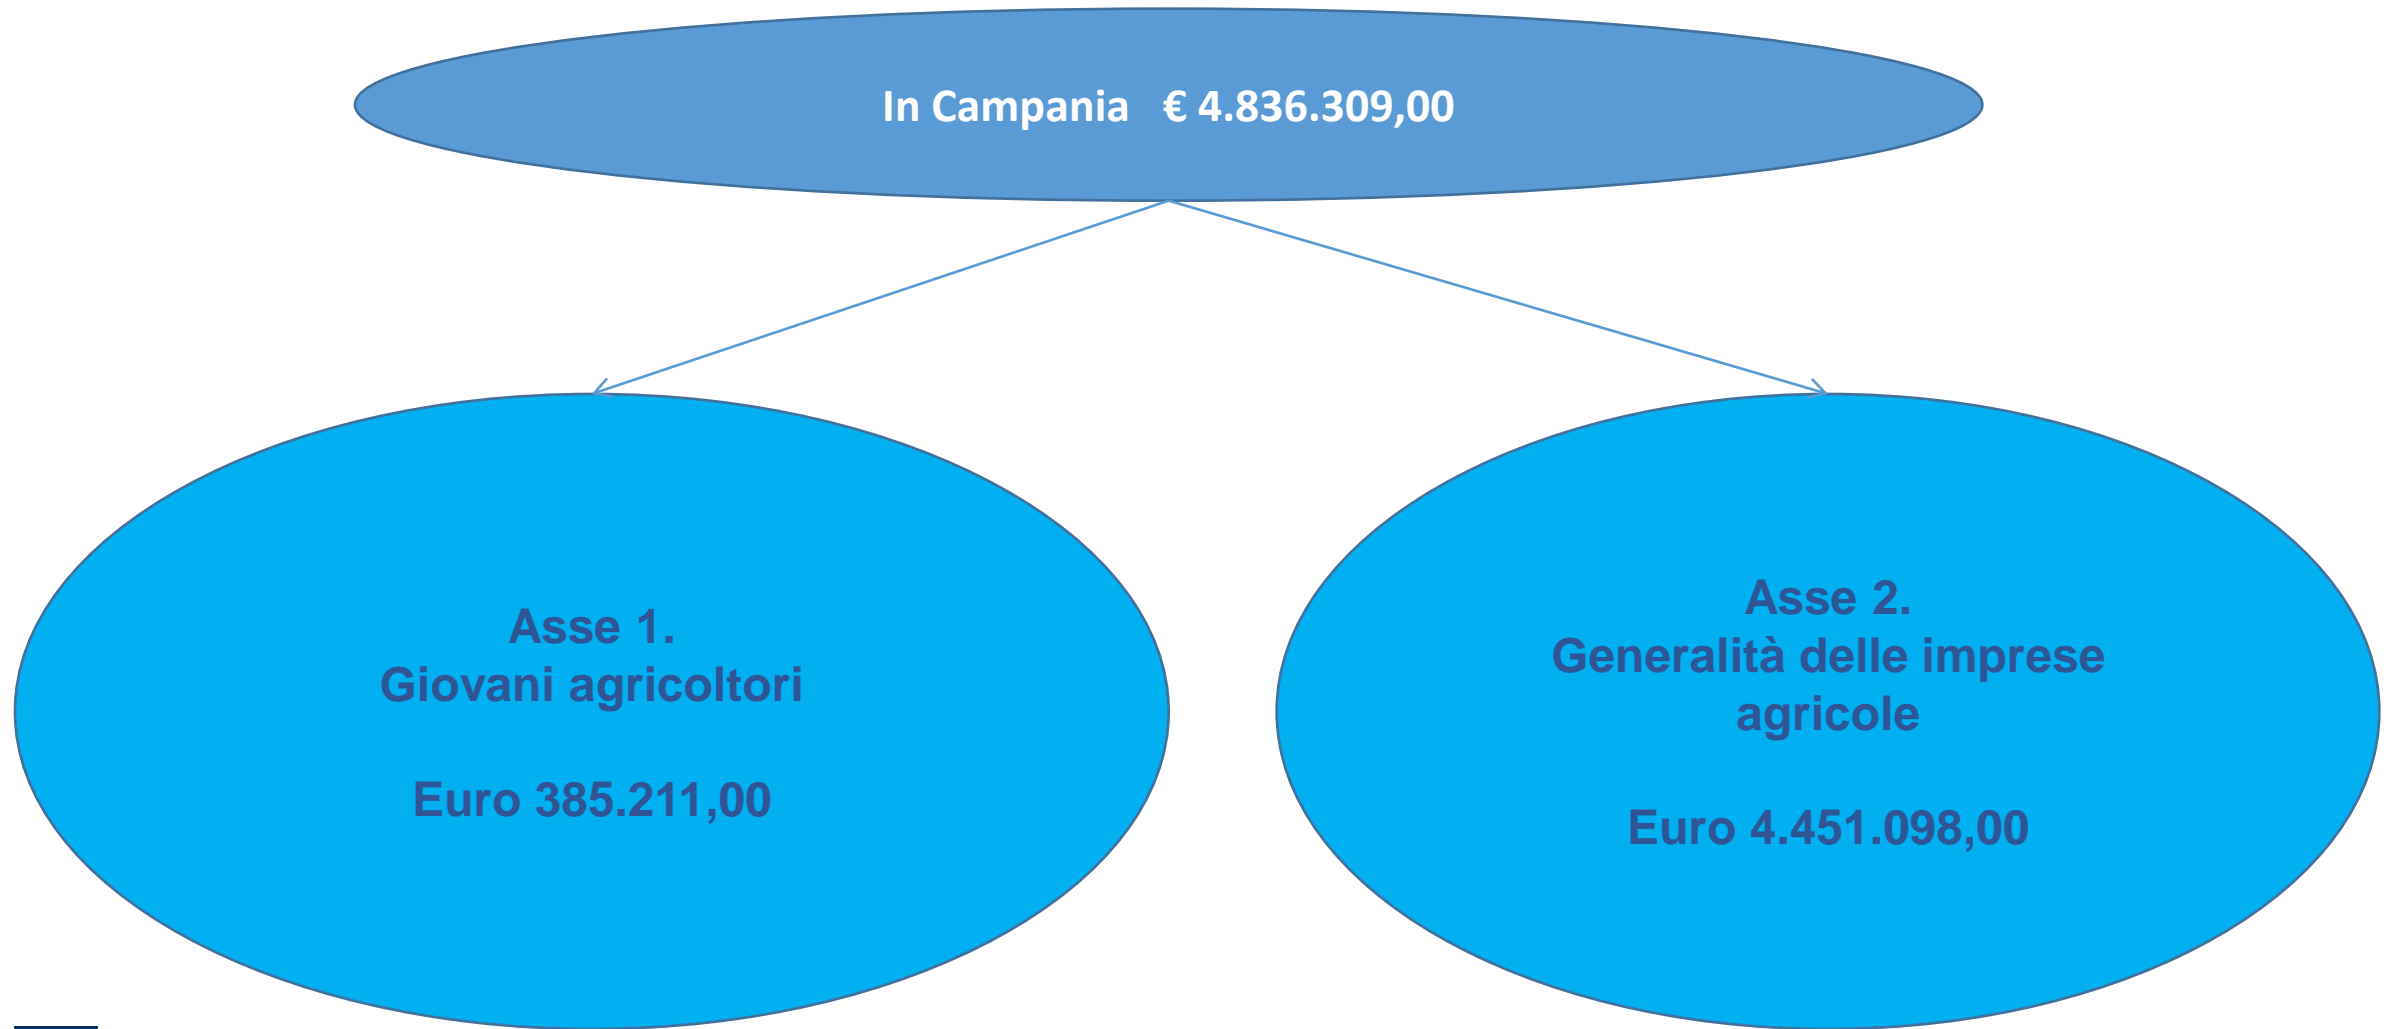 In Campania € 4.836.309,00
Asse 1.
Giovani agricoltori
Euro 385.211,00
Asse 2.
Generalità delle imprese
agricole
Euro 4.451.098,00